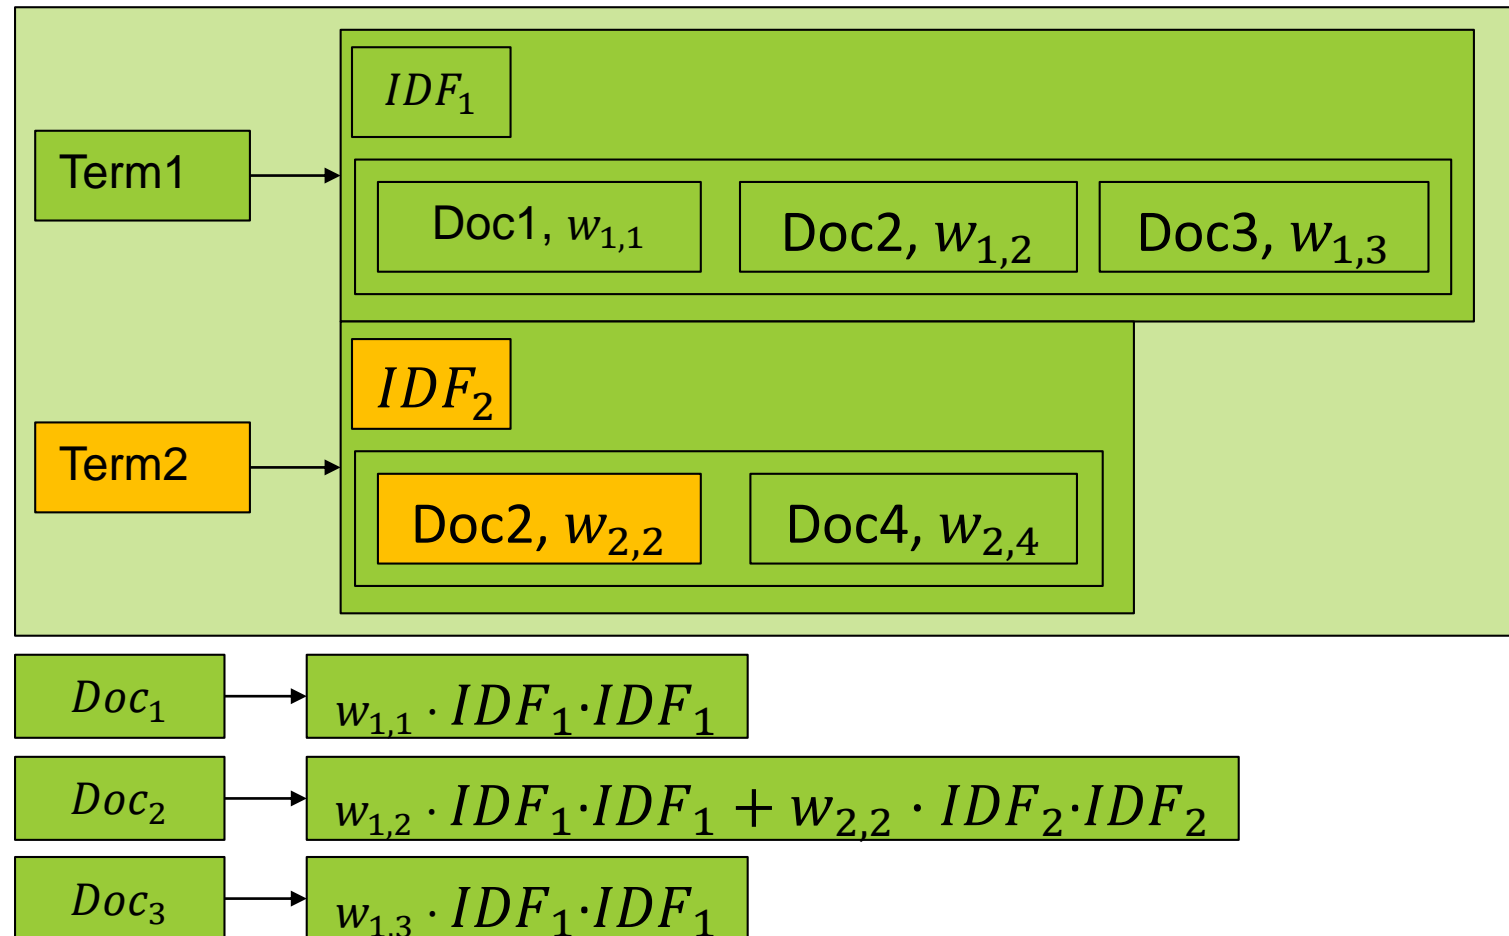 IDF₁
Term1
Doc1, w₁,₁
Doc2, w₁,₂
Doc3, w₁,₃
IDF₂
Term2
Doc2, w₂,₂
Doc4, w₂,₄
Doc₁
w₁,₁ · IDF₁·IDF₁
Doc₂
w₁,₂ · IDF₁·IDF₁ + w₂,₂ · IDF₂·IDF₂
Doc₃
w₁,₃ · IDF₁·IDF₁